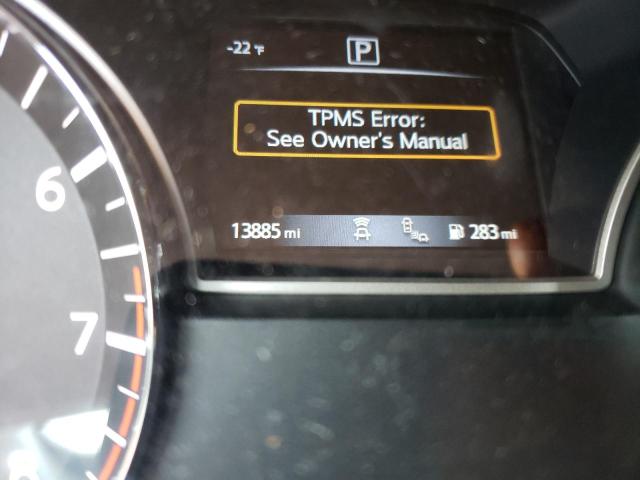 -22 °F
P
TPMS Error:
See Owner's Manual
13885 mi 283 mi
6
7